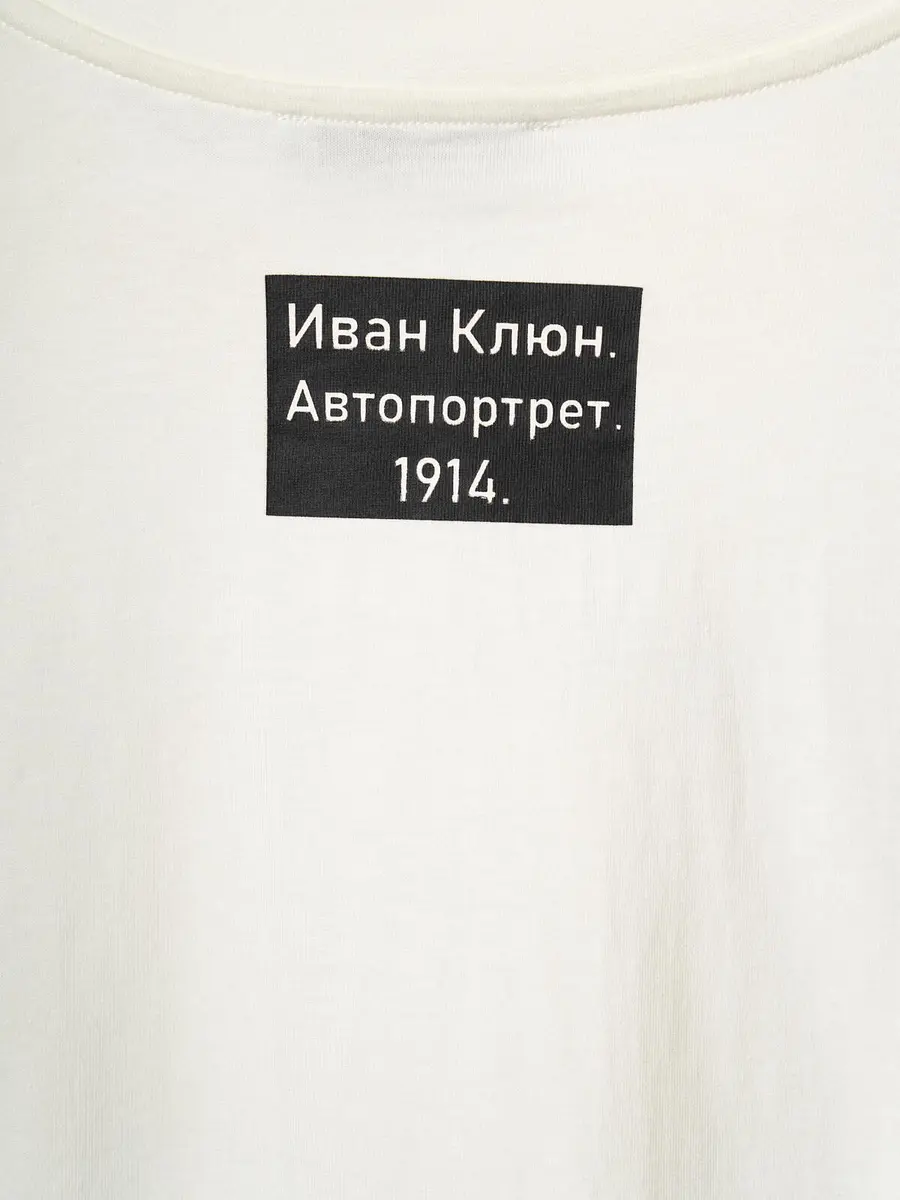 Иван Клюн.
Автопортрет.
1914.